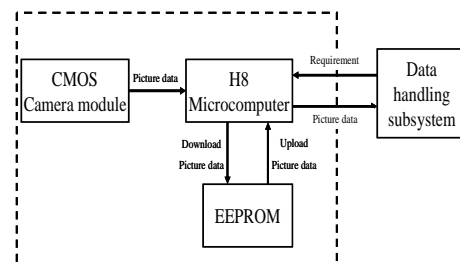 CMOS
Camera module
Picture data
H8
Microcomputer
Requirement
Picture data
Data
handling
subsystem
Download
Picture data
Upload
Picture data
EEPROM